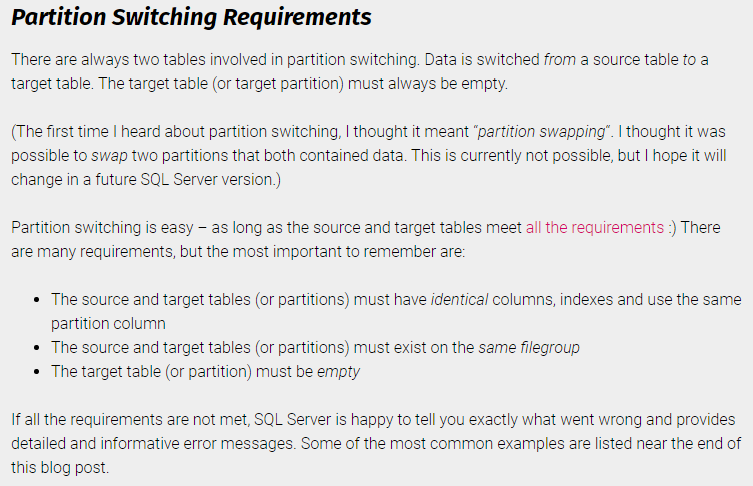 Partition Switching Requirements
There are always two tables involved in partition switching. Data is switched from a source table to a
target table. The target table (or target partition) must always be empty.
(The first time I heard about partition switching, I thought it meant “partition swapping”. I thought it was
possible to swap two partitions that both contained data. This is currently not possible, but I hope it will
change in a future SQL Server version.)
Partition switching is easy – as long as the source and target tables meet all the requirements :) There
are many requirements, but the most important to remember are:
• The source and target tables (or partitions) must have identical columns, indexes and use the same
partition column
• The source and target tables (or partitions) must exist on the same filegroup
• The target table (or partition) must be empty
If all the requirements are not met, SQL Server is happy to tell you exactly what went wrong and provides
detailed and informative error messages. Some of the most common examples are listed near the end of
this blog post.